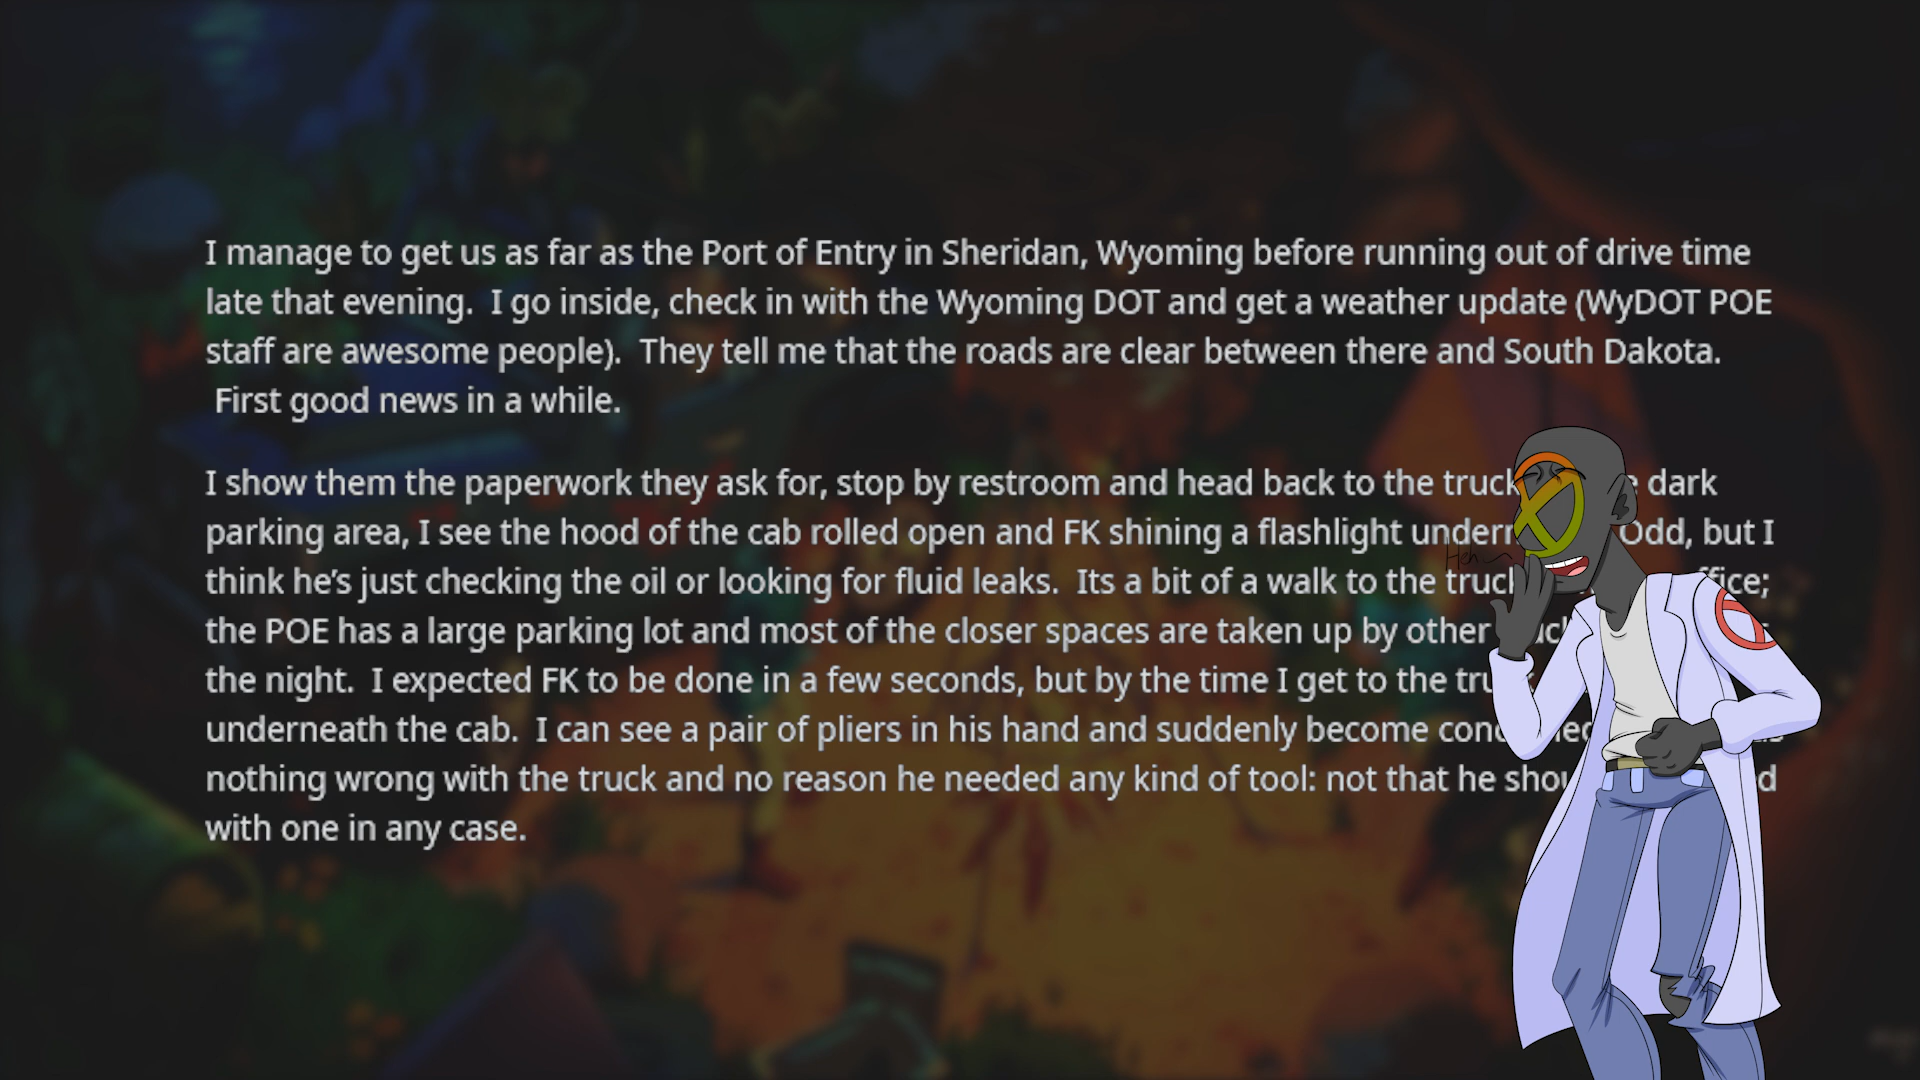 I manage to get us as far as the Port of Entry in Sheridan, Wyoming before running out of drive time
late that evening.  I go inside, check in with the Wyoming DOT and get a weather update (WyDOT POE
staff are awesome people).  They tell me that the roads are clear between there and South Dakota.
First good news in a while.
I show them the paperwork they ask for, stop by restroom and head back to the truck dark
parking area, I see the hood of the cab rolled open and FK shining a flashlight Odd, but I
think he's just checking the oil or looking for fluid leaks.  Its a bit of a walk to the
the POE has a large parking lot and most of the closer spaces are taken up by other
the night.  I expected FK to be done in a few seconds, but by the time I get to the
underneath the cab.  I can see a pair of pliers in his hand and suddenly become
nothing wrong with the truck and no reason he needed any kind of tool: not that he
with one in any case.
Heh